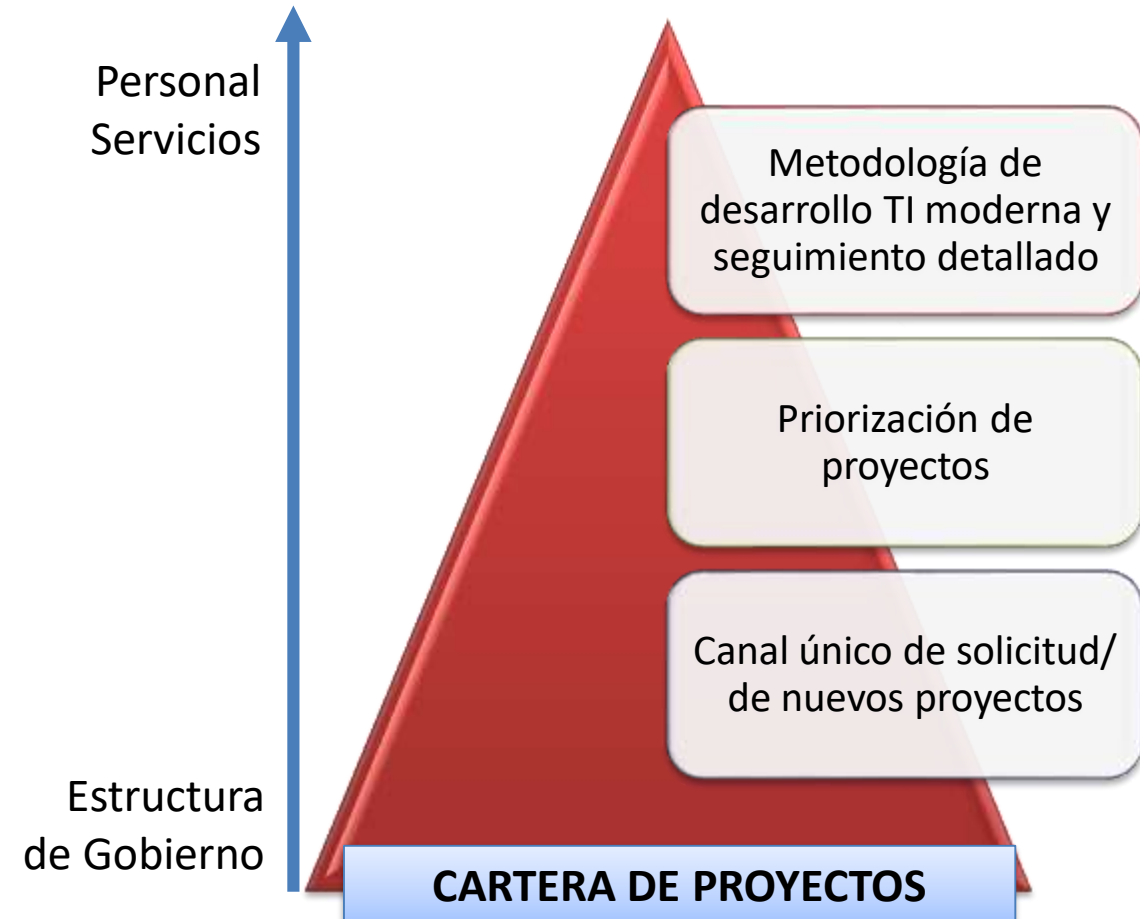 Personal
Servicios
Metodología de
desarrollo TI moderna y
seguimiento detallado
Priorización de
proyectos
Canal único de solicitud/
de nuevos proyectos
Estructura
de Gobierno
CARTERA DE PROYECTOS